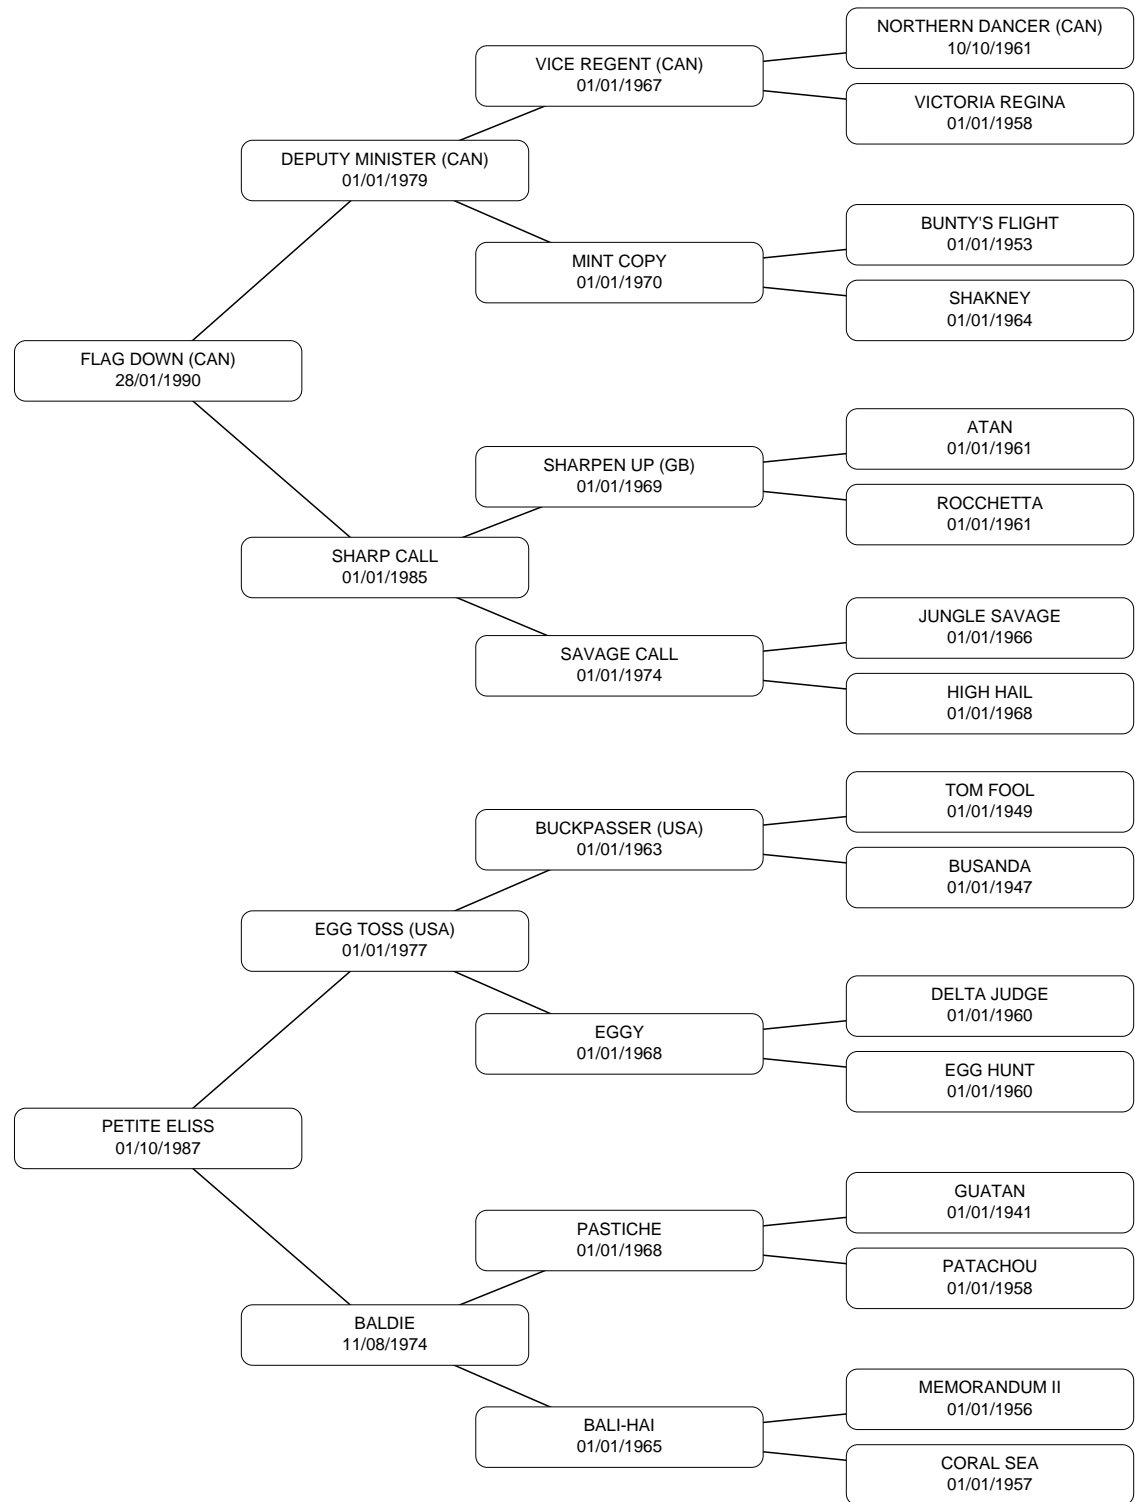 NORTHERN DANCER (CAN)
10/10/1961
VICE REGENT (CAN)
01/01/1967
VICTORIA REGINA
01/01/1958
DEPUTY MINISTER (CAN)
01/01/1979
BUNTY'S FLIGHT
01/01/1953
MINT COPY
01/01/1970
SHAKNEY
01/01/1964
FLAG DOWN (CAN)
28/01/1990
ATAN
01/01/1961
SHARPEN UP (GB)
01/01/1969
ROCCHETTA
01/01/1961
SHARP CALL
01/01/1985
JUNGLE SAVAGE
01/01/1966
SAVAGE CALL
01/01/1974
HIGH HAIL
01/01/1968
TOM FOOL
01/01/1949
BUCKPASSER (USA)
01/01/1963
BUSANDA
01/01/1947
EGG TOSS (USA)
01/01/1977
DELTA JUDGE
01/01/1960
EGGY
01/01/1968
EGG HUNT
01/01/1960
PETITE ELISS
01/10/1987
GUATAN
01/01/1941
PASTICHE
01/01/1968
PATACHOU
01/01/1958
BALDIE
11/08/1974
MEMORANDUM II
01/01/1956
BALI-HAI
01/01/1965
CORAL SEA
01/01/1957